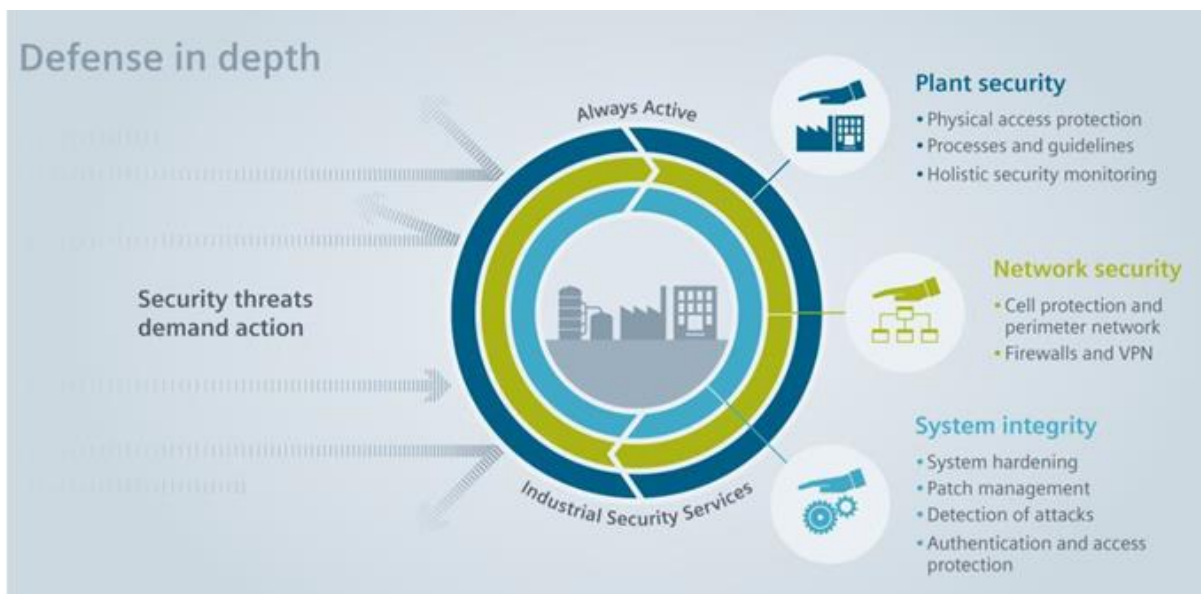 Defense in depth
Always Active
Plant security
• Physical access protection
• Processes and guidelines
• Holistic security monitoring
Security threats
demand action
Network security
• Cell protection and
perimeter network
• Firewalls and VPN
System integrity
• System hardening
• Patch management
• Detection of attacks
• Authentication and access
protection
Industrial Security Services